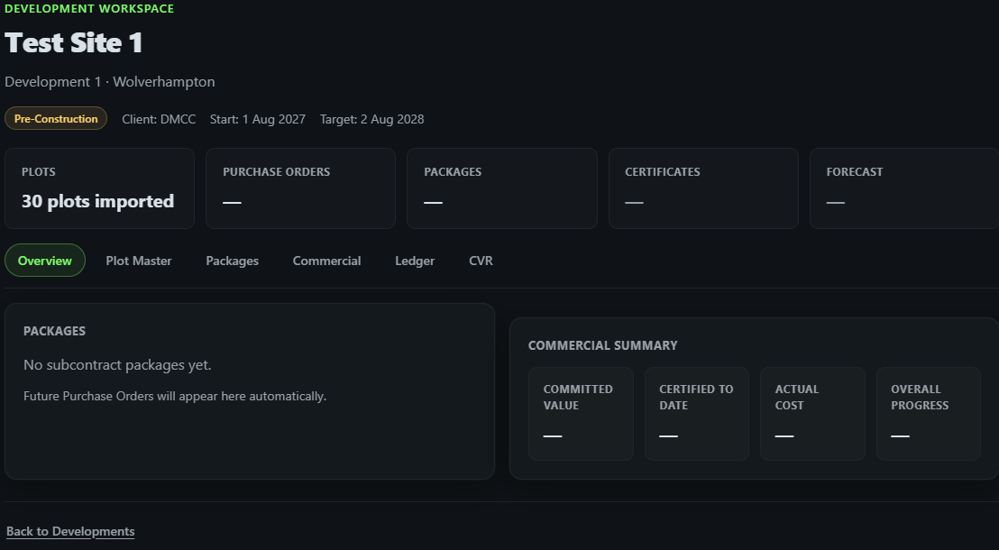 DEVELOPMENT WORKSPACE
Test Site 1
Development 1 · Wolverhampton
Pre-Construction Client: DMCC Start: 1 Aug 2027 Target: 2 Aug 2028
PLOTS
30 plots imported
PURCHASE ORDERS
—
PACKAGES
—
CERTIFICATES
—
FORECAST
—
Overview Plot Master Packages Commercial Ledger CVR
PACKAGES
No subcontract packages yet.
Future Purchase Orders will appear here automatically.
COMMERCIAL SUMMARY
COMMITTED
VALUE
—
CERTIFIED TO
DATE
—
ACTUAL
COST
—
OVERALL
PROGRESS
—
Back to Developments